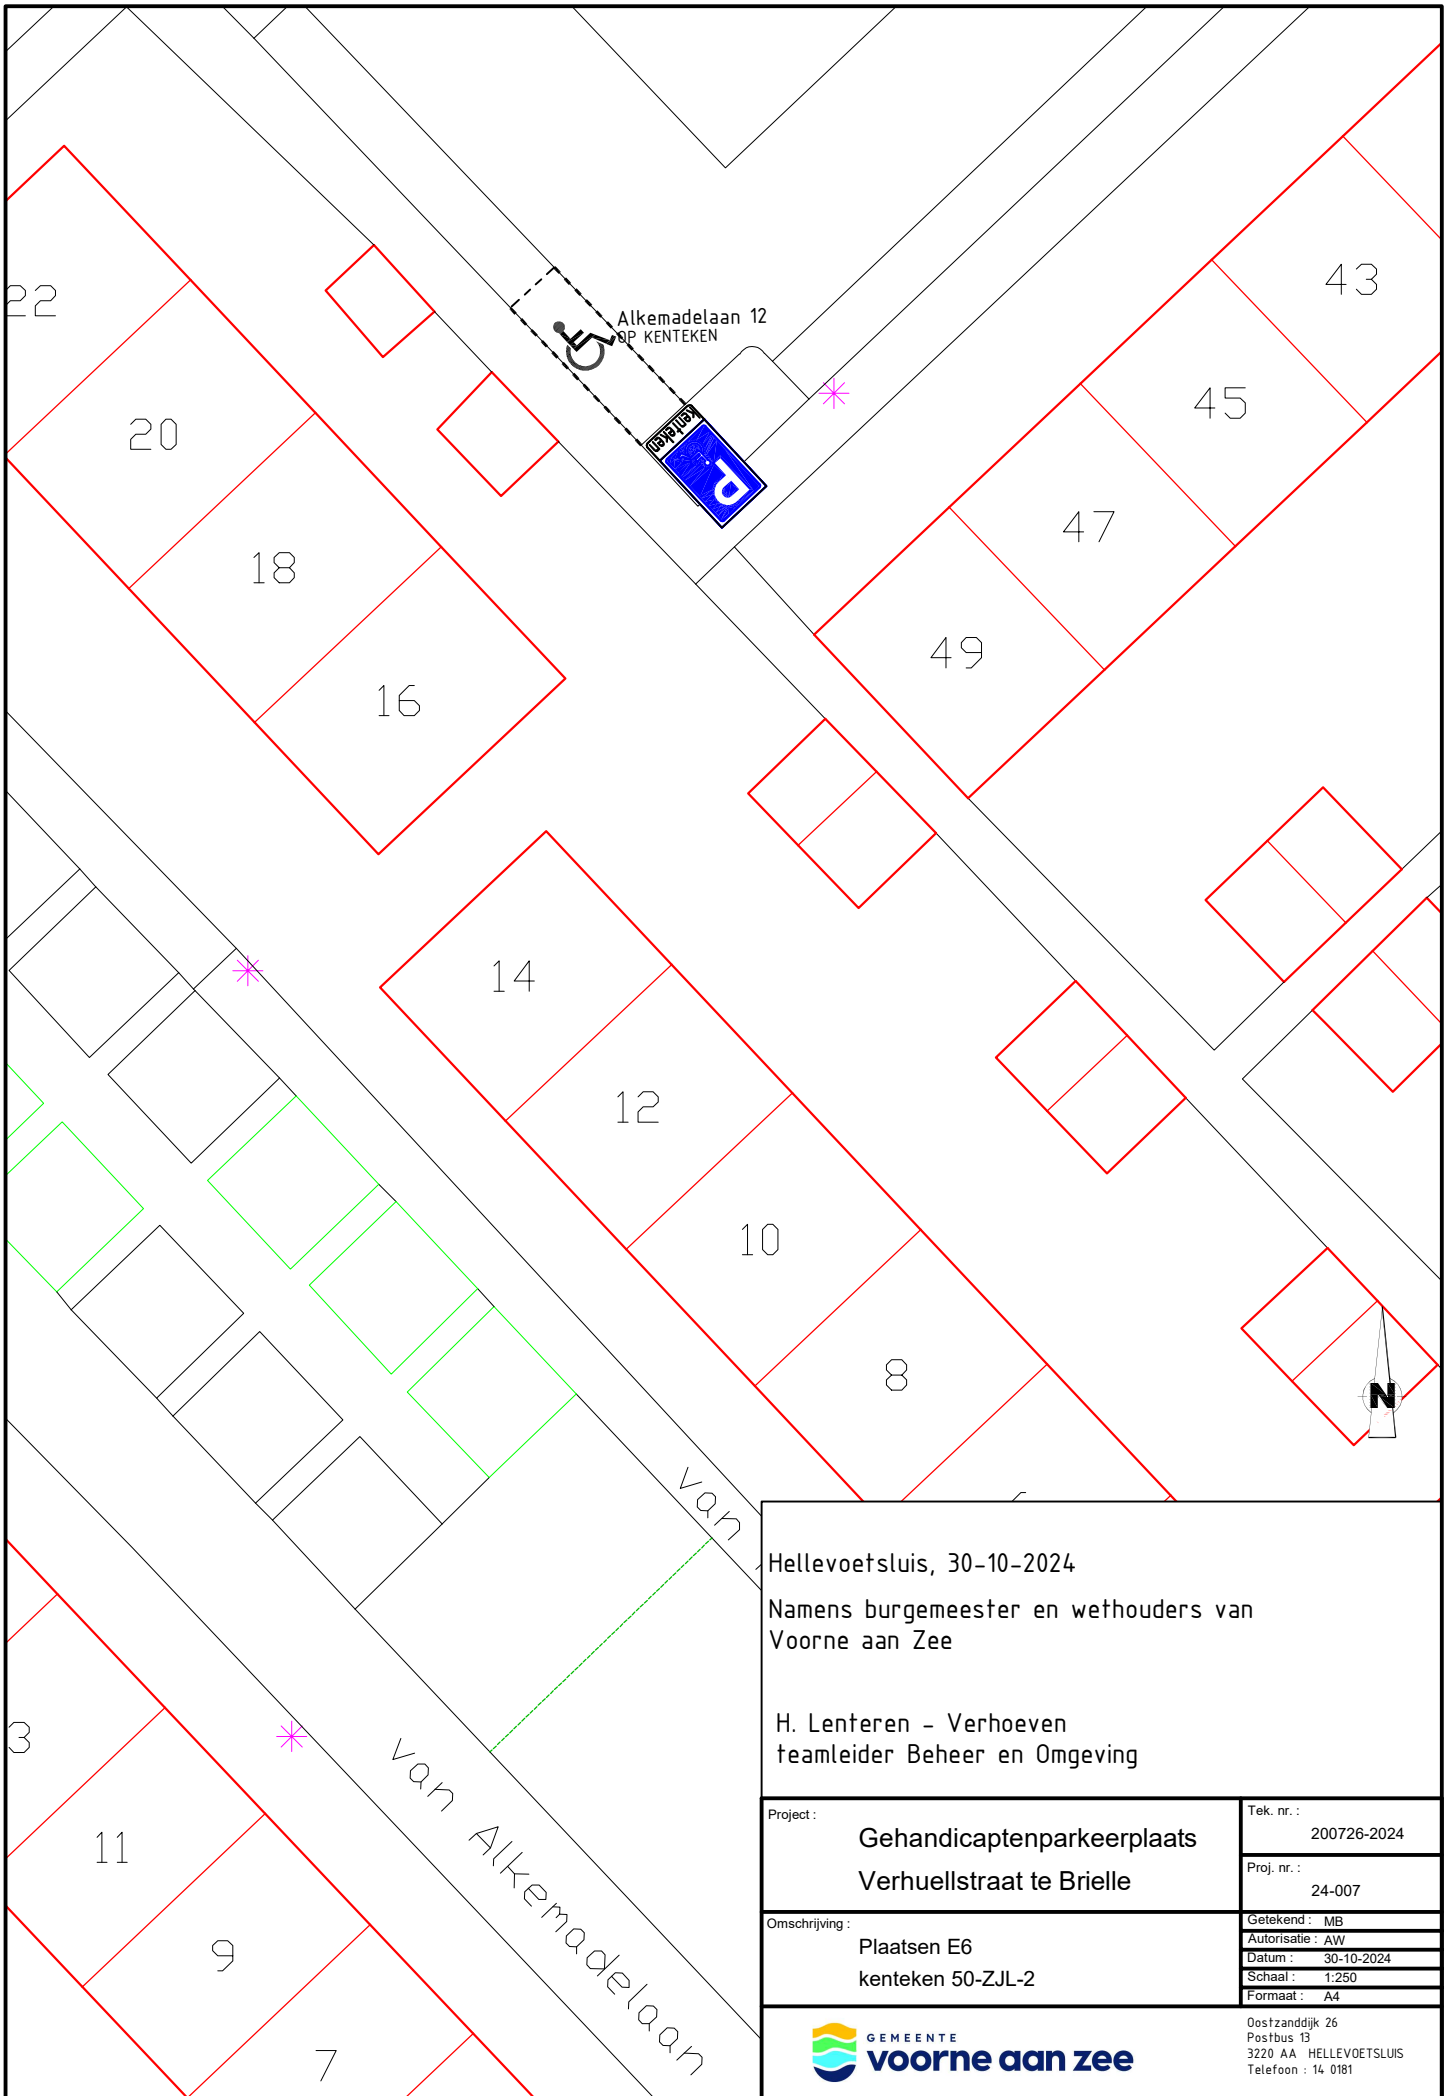 22
20
18
16
Alkemadelaan 12
OP KENTEKEN
kenteken
P
43
45
47
49
14
12
10
8
N
van
3
11
9
7
van Alkemadelaan
Hellevoetsluis, 30-10-2024
Namens burgemeester en wethouders van
Voorne aan Zee
H. Lenteren - Verhoeven
teamleider Beheer en Omgeving
Project :
Gehandicaptenparkeerplaats
Verhuellstraat te Brielle
Tek. nr. :
200726-2024
Proj. nr. :
24-007
Omschrijving :
Plaatsen E6
kenteken 50-ZJL-2
Getekend : MB
Autorisatie : AW
Datum : 30-10-2024
Schaal : 1:250
Formaat : A4
GEMEENTE
voorne aan zee
Oostzanddijk 26
Postbus 13
3220 AA HELLEVOETSLUIS
Telefoon : 14 0181